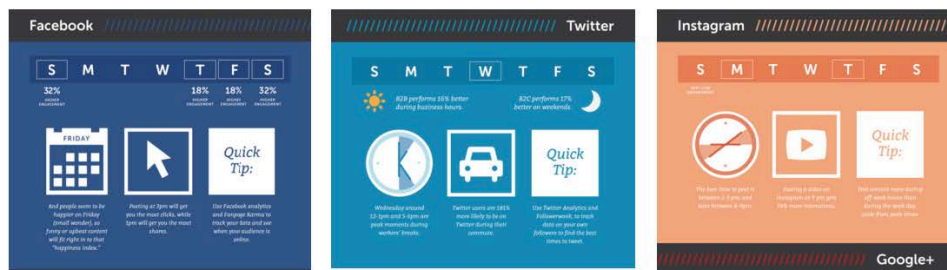 Facebook
S M T W T F S
32% 18% 18% 32%
HIGHER ENGAGEMENT HIGHER ENGAGEMENT HIGHER ENGAGEMENT HIGHER ENGAGEMENT
FRIDAY
Quick
Tip:
And people seem to be
happier on Friday
(small wonder), so
funny or upbeat content
will fit right in to that
"happiness index."
Posting at 3pm will get
you the most clicks, while
1pm will get you the most
shares.
Use Facebook analytics
and Fanpage Karma to
track your data and see
when your audience is
online.
Twitter
S M T W T F S
B2B performs 16% better
during business hours.
B2C performs 17%
better on weekends.
Quick
Tip:
Wednesday around
12-1pm and 5-6pm are
peak moments during
workers' breaks.
Twitter users are 181%
more likely to be on
Twitter during their
commute.
Use Twitter Analytics and
Followerwonk, to track
data on your own
followers to find the best
times to tweet.
Instagram
S M T W T F S
Quick
Tip:
Google+